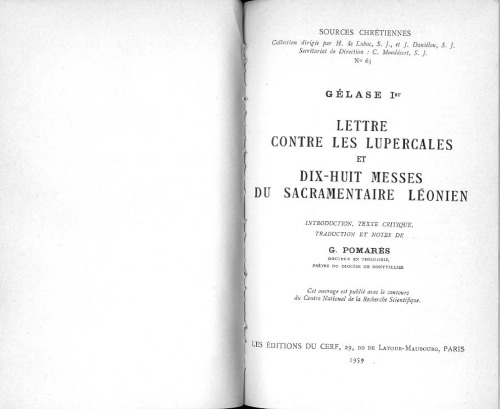 SOURCES CHRÉTIENNES
Collection dirigée par H. de Lubac, S. J., et J. Daniélou, S. J.
Secrétariat de Direction : C. Mondésert, S. J.
Nº 65
GÉLASE Iᵉʳ
LETTRE
CONTRE LES LUPERCALES
ET
DIX-HUIT MESSES
DU SACRAMENTAIRE LÉONIEN
INTRODUCTION, TEXTE CRITIQUE,
TRADUCTION ET NOTES DE
G. POMARÈS
DOCTEUR EN THÉOLOGIE,
PRÊTRE DU DIOCÈSE DE MONTPELLIER
Cet ouvrage est publié avec le concours
du Centre National de la Recherche Scientifique.
LES ÉDITIONS DU CERF, 29, BD DE LATOUR-MAUBOURG, PARIS
1959